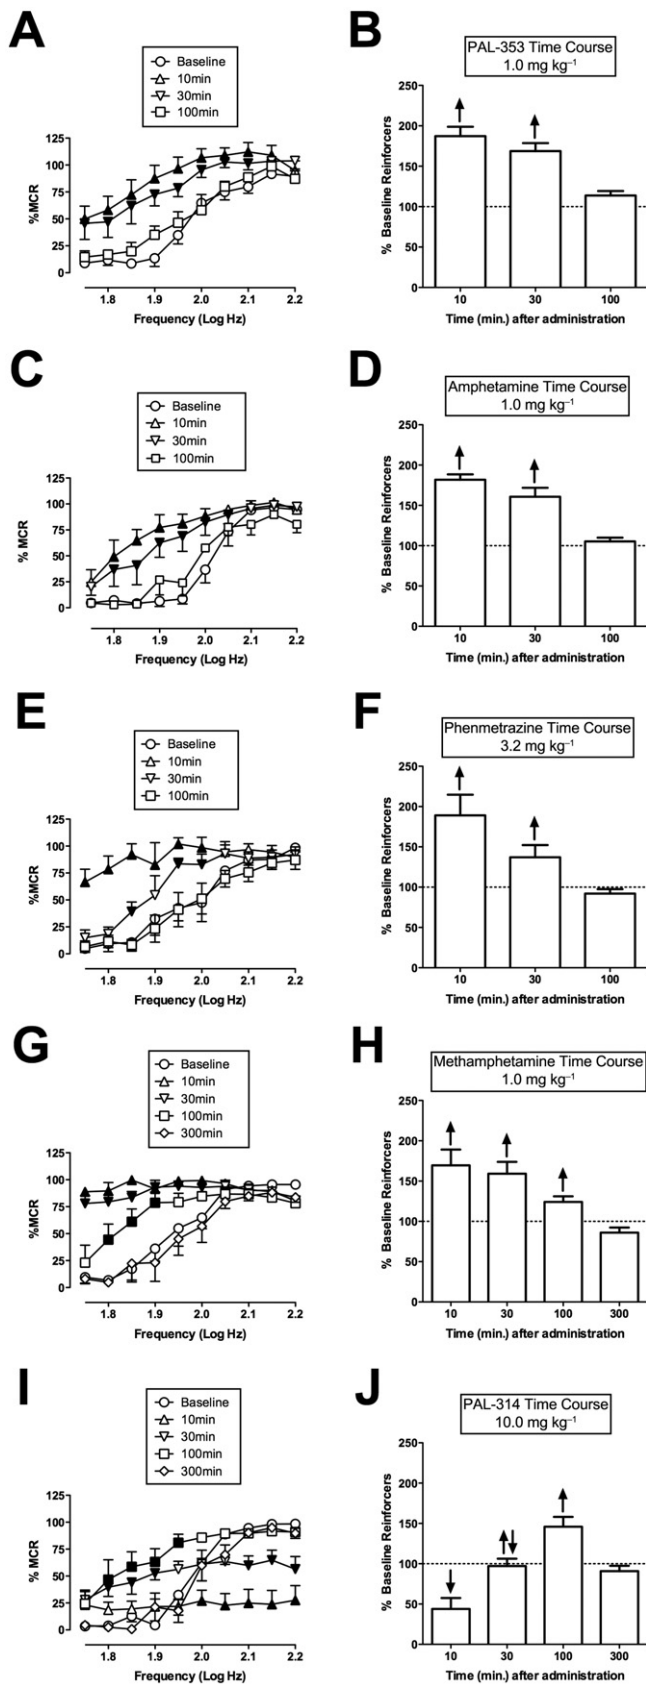 A
Baseline
10min
30min
100min
125
100
75
50
25
0
%MCR
1.8 1.9 2.0 2.1 2.2
Frequency (Log Hz)
B
PAL-353 Time Course
1.0 mg kg⁻¹
250
200
150
100
50
0
% Baseline Reinforcers
10 30 100
Time (min.) after administration
C
Baseline
10min
30min
100min
125
100
75
50
25
0
% MCR
1.8 1.9 2.0 2.1 2.2
Frequency (Log Hz)
D
Amphetamine Time Course
1.0 mg kg⁻¹
250
200
150
100
50
0
% Baseline Reinforcers
10 30 100
Time (min.) after administration
E
Baseline
10min
30min
100min
125
100
75
50
25
0
%MCR
1.8 1.9 2.0 2.1 2.2
Frequency (Log Hz)
F
Phenmetrazine Time Course
3.2 mg kg⁻¹
250
200
150
100
50
0
% Baseline Reinforcers
10 30 100
Time (min.) after administration
G
Baseline
10min
30min
100min
300min
125
100
75
50
25
0
%MCR
1.8 1.9 2.0 2.1 2.2
Frequency (Log Hz)
H
Methamphetamine Time Course
1.0 mg kg⁻¹
250
200
150
100
50
0
% Baseline Reinforcers
10 30 100 300
Time (min.) after administration
I
Baseline
10min
30min
100min
300min
125
100
75
50
25
0
% MCR
1.8 1.9 2.0 2.1 2.2
Frequency (Log Hz)
J
PAL-314 Time Course
10.0 mg kg⁻¹
250
200
150
100
50
0
% Baseline Reinforcers
10 30 100 300
Time (min.) after administration